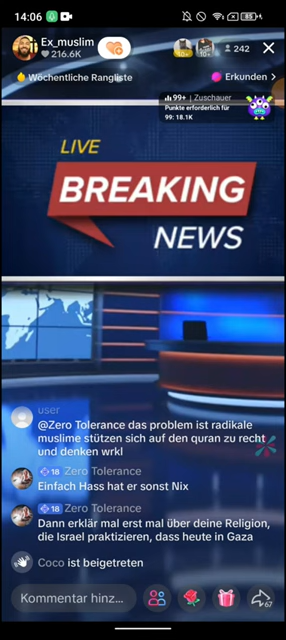 14:06
85
Ex_muslim
216.6K
10+
10+
242
Wöchentliche Rangliste
Erkunden
99+ | Zuschauer
Punkte erforderlich für
99: 18.1K
LIVE
BREAKING
NEWS
user
@Zero Tolerance das problem ist radikale
muslime stützen sich auf den quran zu recht
und denken wrkl
18 Zero Tolerance
Einfach Hass hat er sonst Nix
18 Zero Tolerance
Dann erklär mal erst mal über deine Religion,
die Israel praktizieren, dass heute in Gaza
Coco ist beigetreten
Kommentar hinz...
67